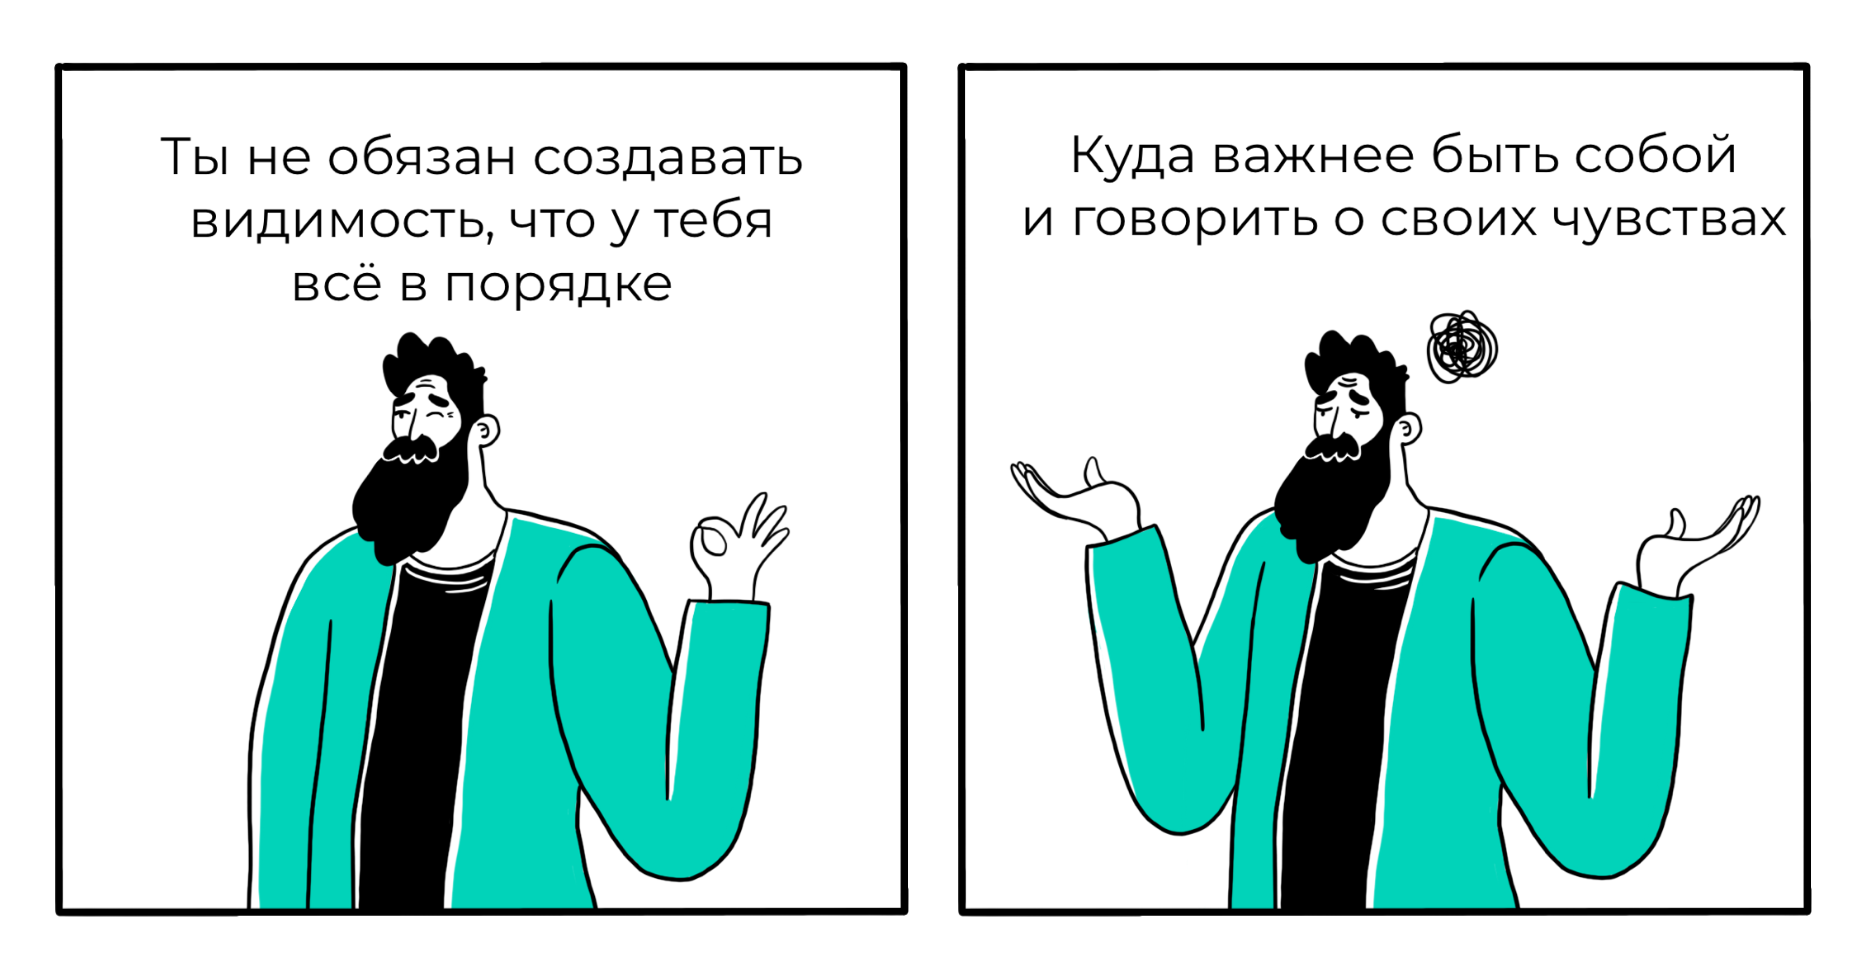 Ты не обязан создавать
видимость, что у тебя
всё в порядке
Куда важнее быть собой
и говорить о своих чувствах